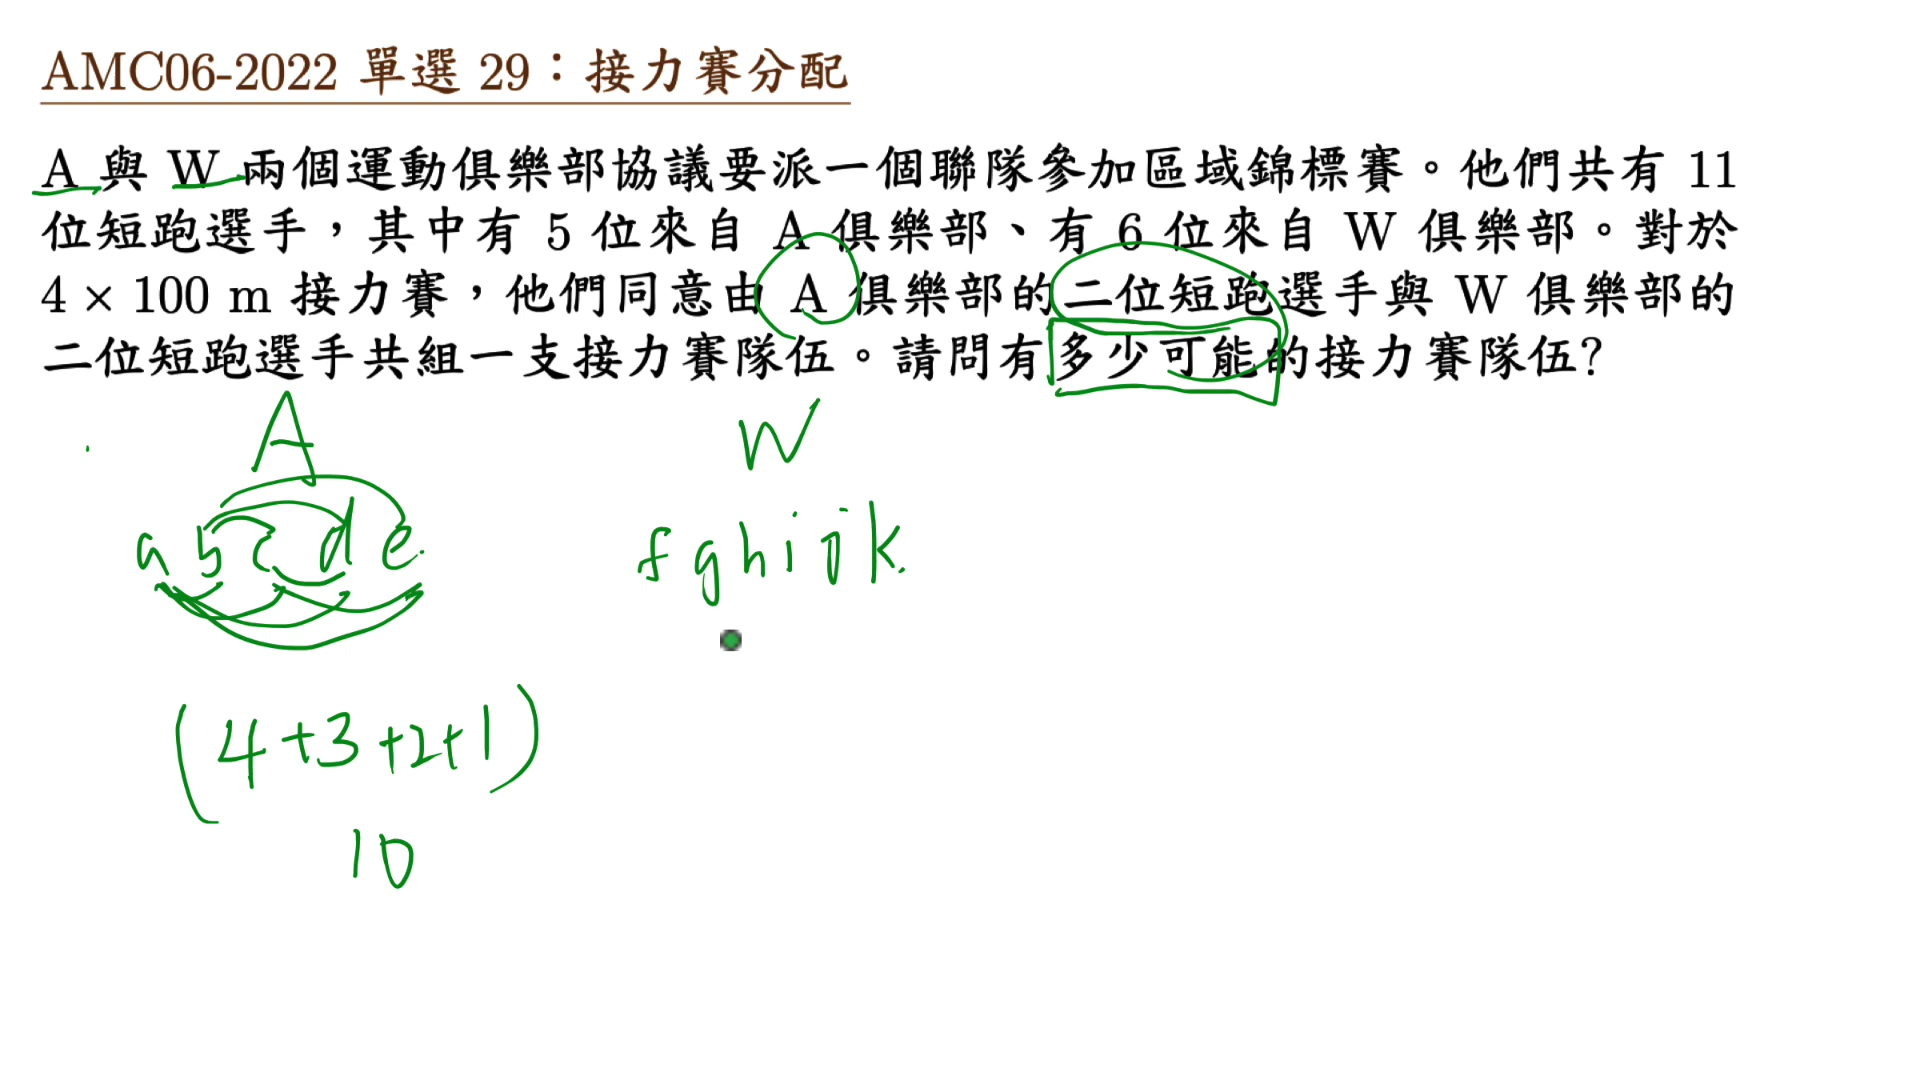 AMC06-2022 單選 29：接力賽分配
A 與 W 兩個運動俱樂部協議要派一個聯隊參加區域錦標賽。他們共有 11
位短跑選手，其中有 5 位來自 A 俱樂部、有 6 位來自 W 俱樂部。對於
4 × 100 m 接力賽，他們同意由 A 俱樂部的二位短跑選手與 W 俱樂部的
二位短跑選手共組一支接力賽隊伍。請問有多少可能的接力賽隊伍?
A W
a b c d e f g h i j k
(4+3+2+1)
10